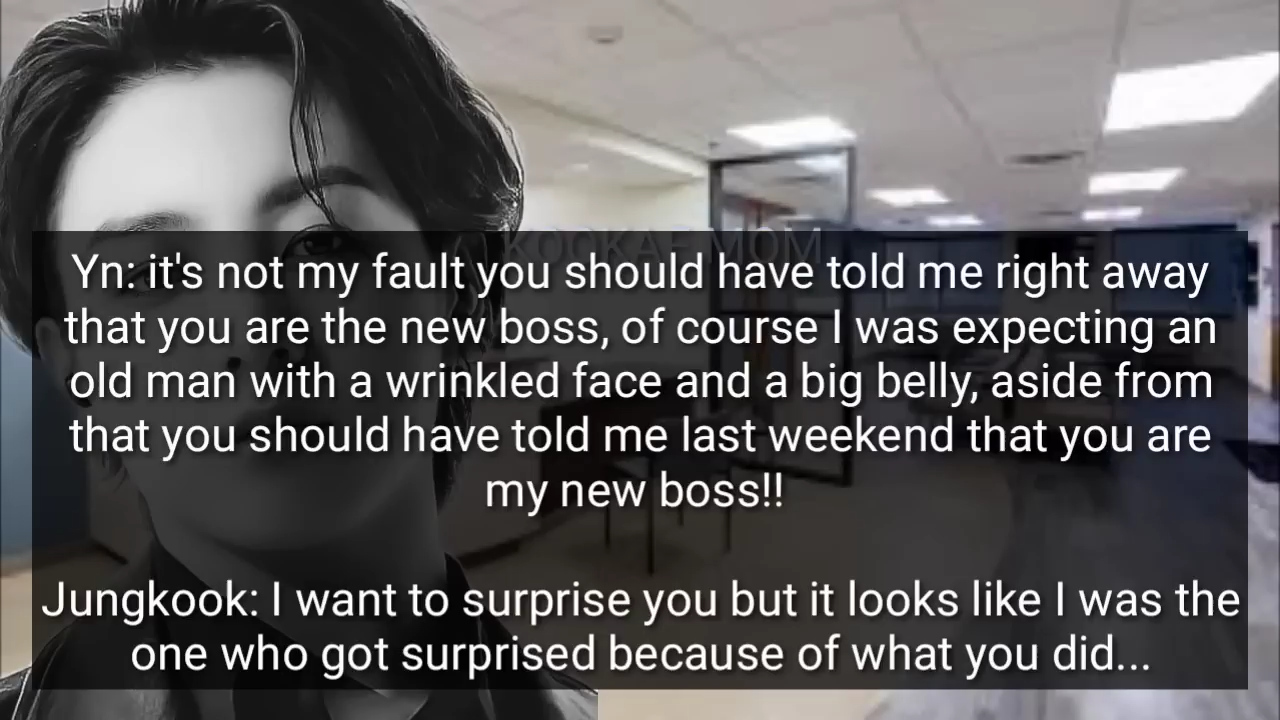 KOOKAF MOM
Yn: it's not my fault you should have told me right away
that you are the new boss, of course I was expecting an
old man with a wrinkled face and a big belly, aside from
that you should have told me last weekend that you are
my new boss!!
Jungkook: I want to surprise you but it looks like I was the
one who got surprised because of what you did...